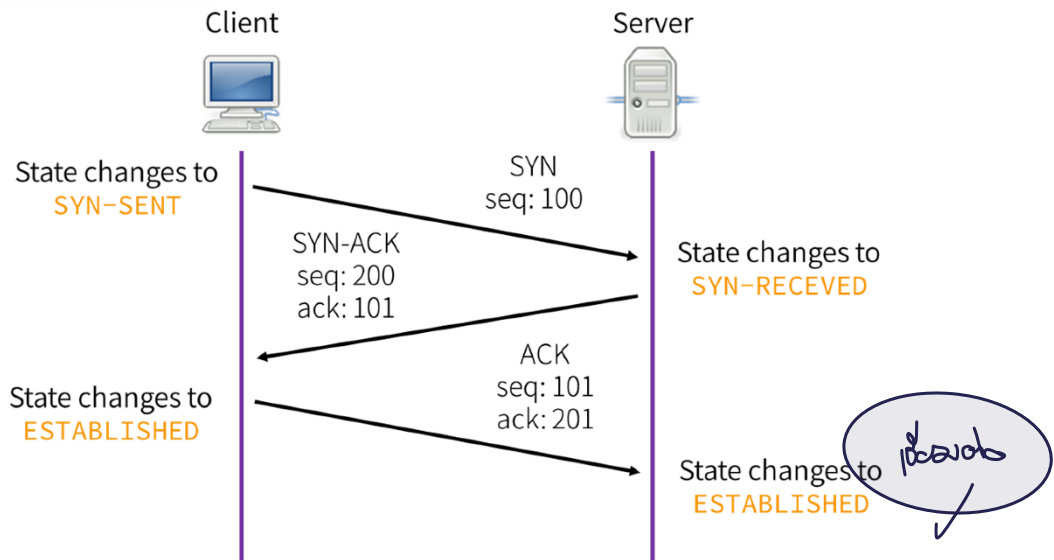 Client
Server
State changes to
SYN-SENT
SYN
seq: 100
SYN-ACK
seq: 200
ack: 101
State changes to
SYN-RECEVED
State changes to
ESTABLISHED
ACK
seq: 101
ack: 201
State changes to
ESTABLISHED